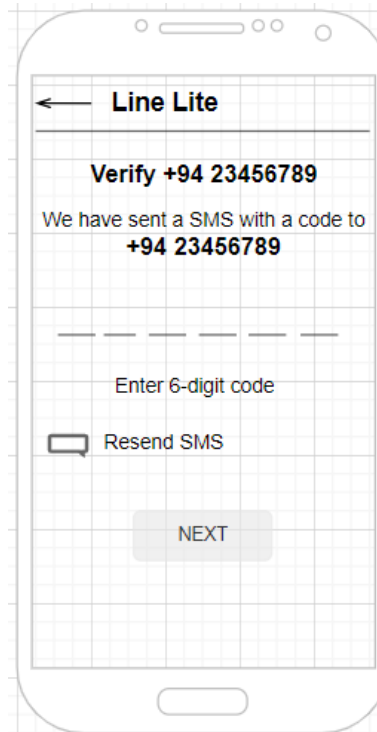 Line Lite
Verify +94 23456789
We have sent a SMS with a code to
+94 23456789
Enter 6-digit code
Resend SMS
NEXT